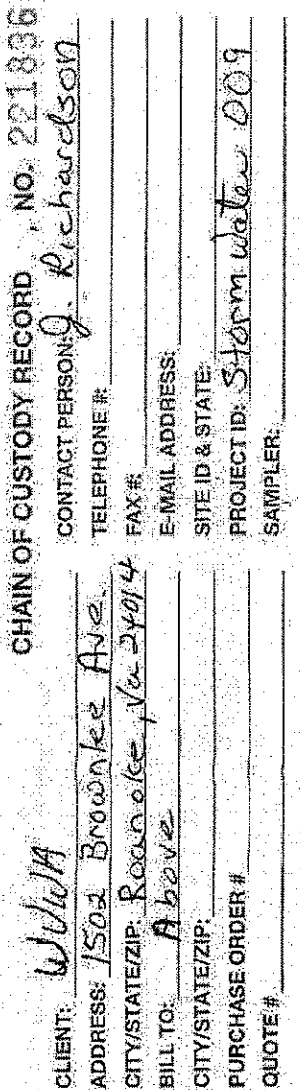 CHAIN OF CUSTODY RECORD NO. 221836
CLIENT: WVWA
ADDRESS: 1502 Brownlee Ave.
CITY/STATE/ZIP: Roanoke, Va 24014
BILL TO: Above
CITY/STATE/ZIP:
PURCHASE ORDER #
QUOTE #
CONTACT PERSON: J. Richardson
TELEPHONE #:
FAX #:
E-MAIL ADDRESS:
SITE ID & STATE:
PROJECT ID: Storm water 009
SAMPLER: